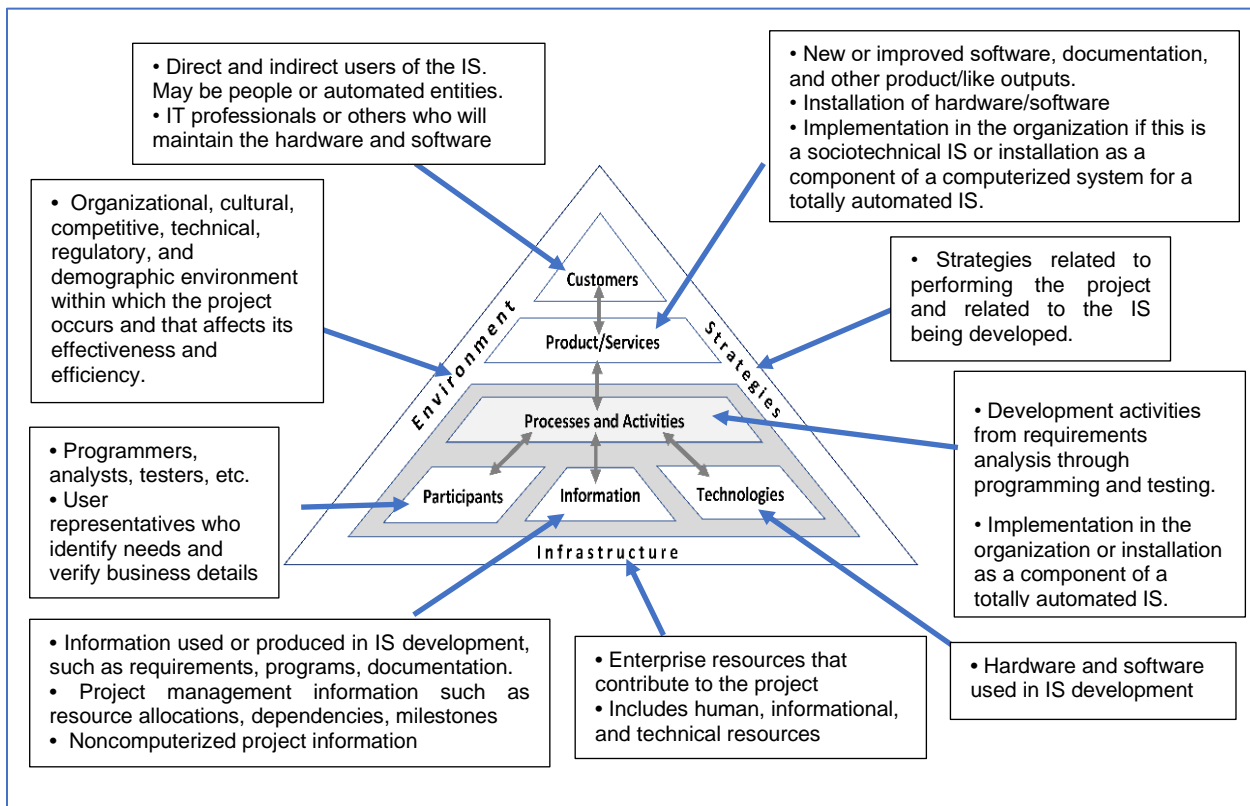 • Direct and indirect users of the IS.
May be people or automated entities.
• IT professionals or others who will
maintain the hardware and software
• New or improved software, documentation,
and other product/like outputs.
• Installation of hardware/software
• Implementation in the organization if this is
a sociotechnical IS or installation as a
component of a computerized system for a
totally automated IS.
• Organizational, cultural,
competitive, technical,
regulatory, and
demographic environment
within which the project
occurs and that affects its
effectiveness and
efficiency.
• Strategies related to
performing the project
and related to the IS
being developed.
Customers
Product/Services
Environment
Strategies
Processes and Activities
Participants
Information
Technologies
Infrastructure
• Programmers,
analysts, testers, etc.
• User
representatives who
identify needs and
verify business details
• Development activities
from requirements
analysis through
programming and testing.
• Implementation in the
organization or installation
as a component of a
totally automated IS.
• Information used or produced in IS development,
such as requirements, programs, documentation.
• Project management information such as
resource allocations, dependencies, milestones
• Noncomputerized project information
• Enterprise resources that
contribute to the project
• Includes human, informational,
and technical resources
• Hardware and software
used in IS development